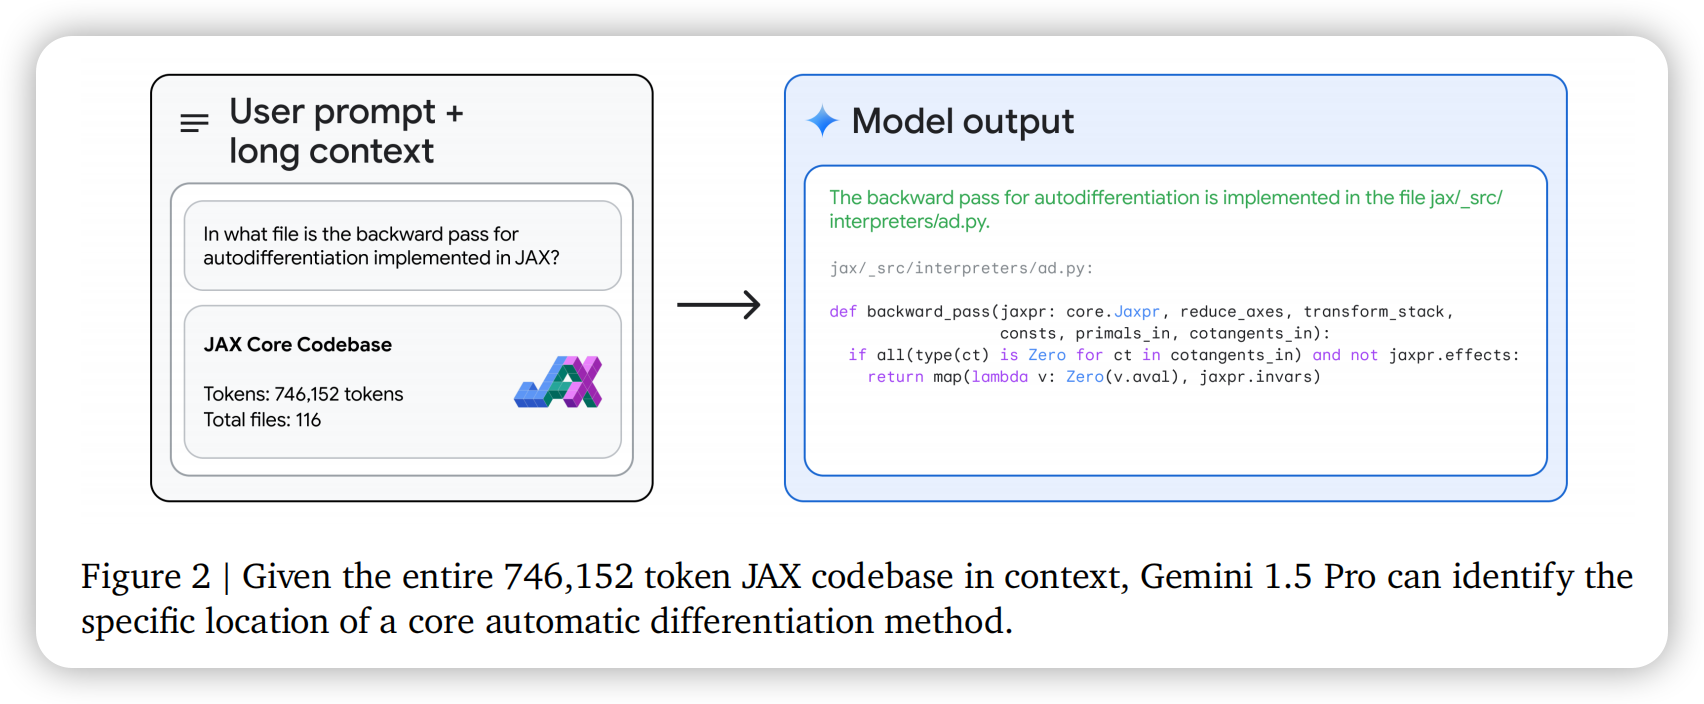 User prompt +
long context
In what file is the backward pass for
autodifferentiation implemented in JAX?
JAX Core Codebase
Tokens: 746,152 tokens
Total files: 116
JAX
Model output
The backward pass for autodifferentiation is implemented in the file jax/_src/
interpreters/ad.py.
jax/_src/interpreters/ad.py:
def backward_pass(jaxpr: core.Jaxpr, reduce_axes, transform_stack,
consts, primals_in, cotangents_in):
if all(type(ct) is Zero for ct in cotangents_in) and not jaxpr.effects:
return map(lambda v: Zero(v.aval), jaxpr.invars)
Figure 2 | Given the entire 746,152 token JAX codebase in context, Gemini 1.5 Pro can identify the
specific location of a core automatic differentiation method.